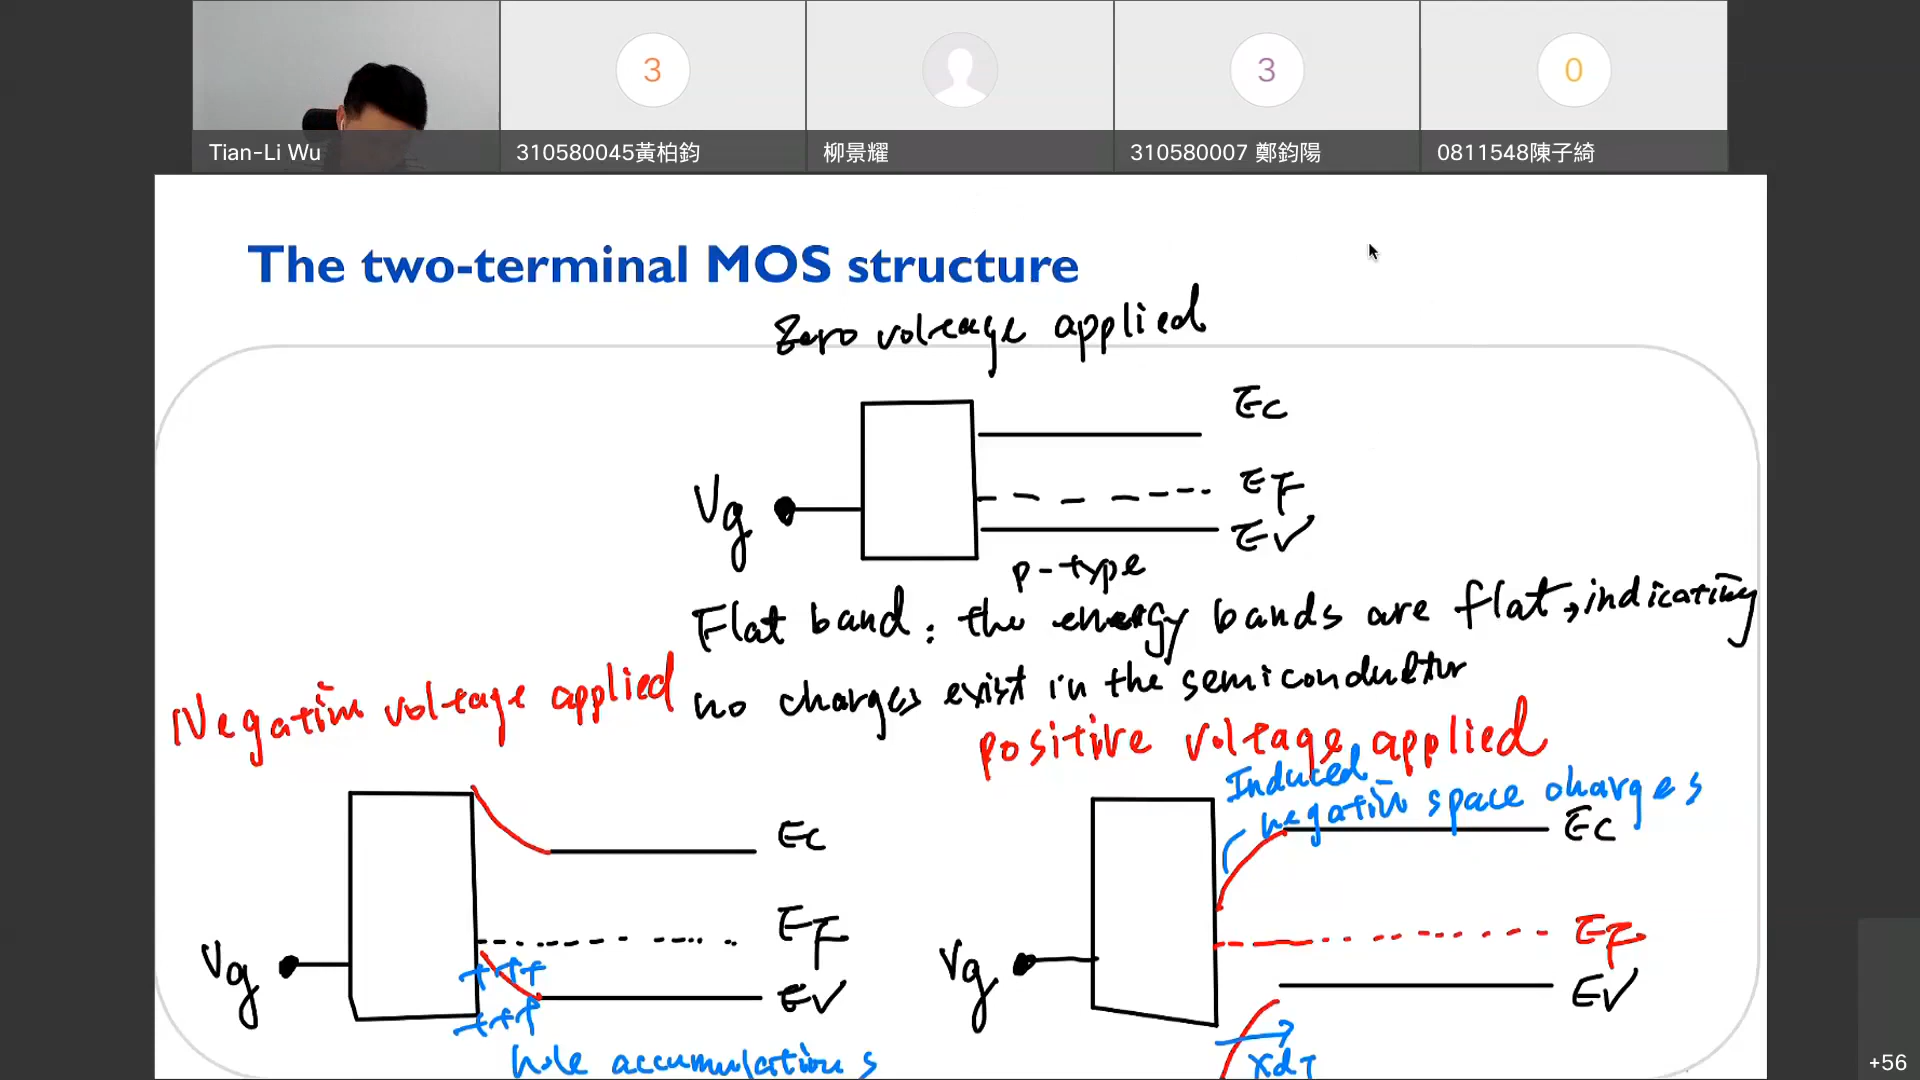 3
3
0
Tian-Li Wu
310580045黃柏鈞
柳景耀
310580007 鄭鈞陽
0811548陳子綺
The two-terminal MOS structure
Zero voltage applied
Ec
EF
Vg
EV
p-type
Flat band: the energy bands are flat, indicating
no charges exist in the semiconductor
Negative voltage applied
positive voltage applied
Induced
negative space charges
Ec
Ec
EF
EF
Vg
+++
EV
Vg
EV
+++
hole accumulations
xdT
+56